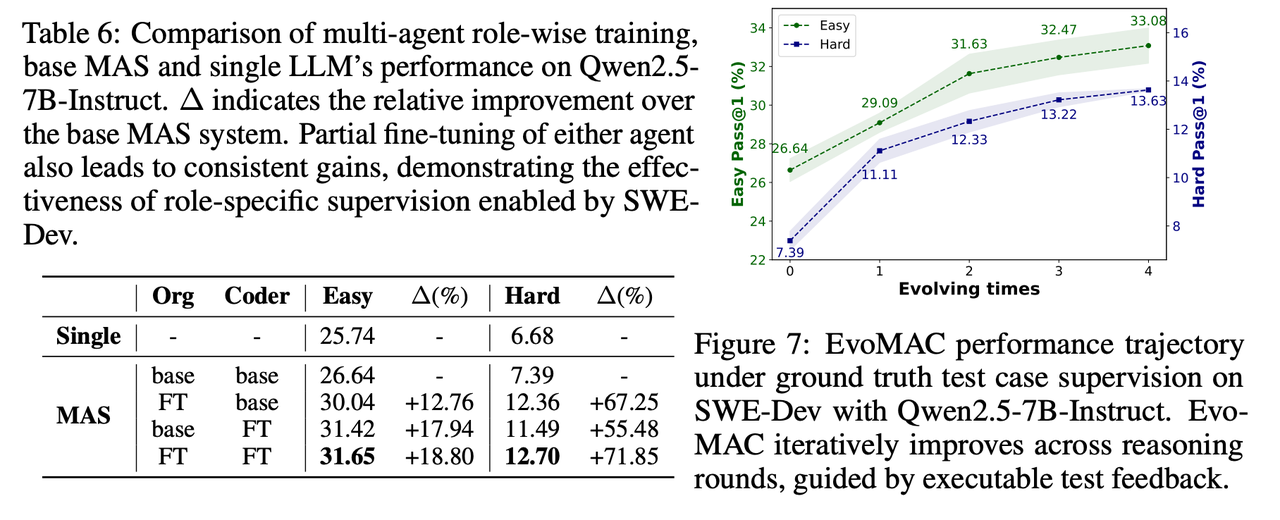 Table 6: Comparison of multi-agent role-wise training,
base MAS and single LLM's performance on Qwen2.5-
7B-Instruct. Δ indicates the relative improvement over
the base MAS system. Partial fine-tuning of either agent
also leads to consistent gains, demonstrating the effec-
tiveness of role-specific supervision enabled by SWE-
Dev.
Org Coder Easy Δ(%) Hard Δ(%)
Single - - 25.74 - 6.68 -
MAS
base base 26.64 - 7.39 -
FT base 30.04 +12.76 12.36 +67.25
base FT 31.42 +17.94 11.49 +55.48
FT FT 31.65 +18.80 12.70 +71.85
Easy
Hard
Easy Pass@1 (%)
34
32
30
28
26
24
22
26.64
29.09
31.63
32.47
33.08
7.39
11.11
12.33
13.22
13.63
16
14
12
10
8
Hard Pass@1 (%)
0 1 2 3 4
Evolving times
Figure 7: EvoMAC performance trajectory
under ground truth test case supervision on
SWE-Dev with Qwen2.5-7B-Instruct. Evo-
MAC iteratively improves across reasoning
rounds, guided by executable test feedback.